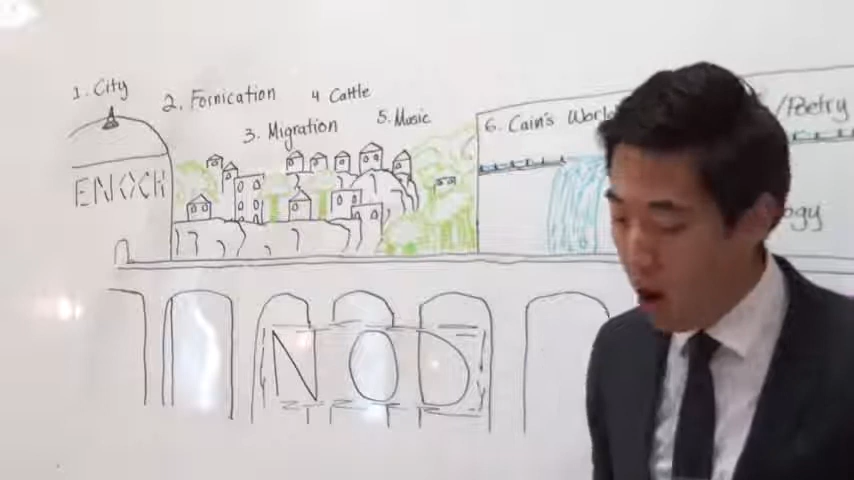 1. City
2. Fornication
4 Cattle
3. Migration
5. Music
6. Cain's World
/Poetry
ENOCH
NOD